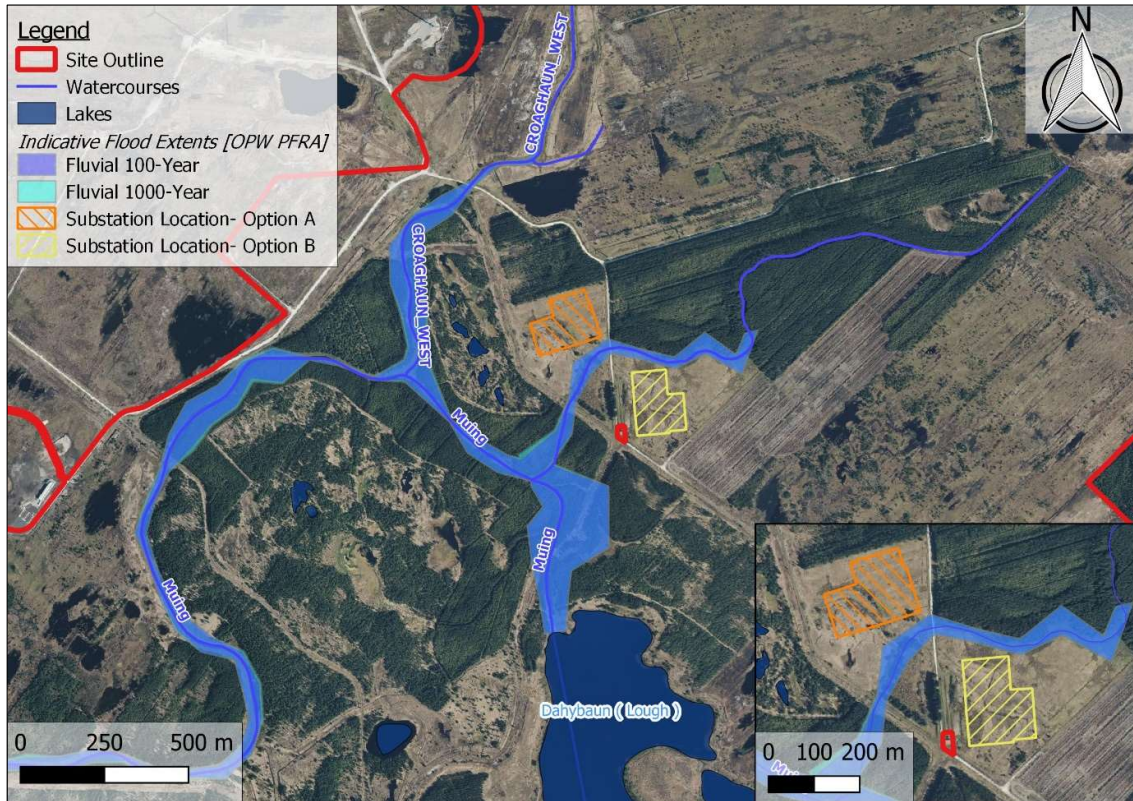 Legend
Site Outline
Watercourses
Lakes
Indicative Flood Extents [OPW PFRA]
Fluvial 100-Year
Fluvial 1000-Year
Substation Location- Option A
Substation Location- Option B
N
CROAGHAUN_WEST
CROAGHAUN_WEST
Muing
Muing
Muing
Dahybaun ( Lough )
0 250 500 m
Mui
0 100 200 m